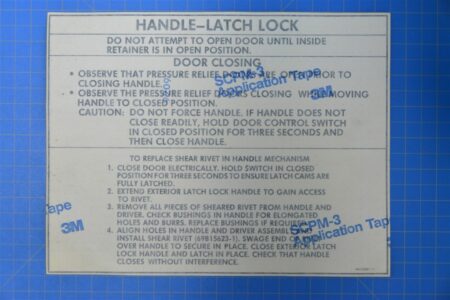 HANDLE-LATCH LOCK
DO NOT ATTEMPT TO OPEN DOOR UNTIL INSIDE
RETAINER IS IN OPEN POSITION.
DOOR CLOSING
• OBSERVE THAT PRESSURE RELIEF DOORS ARE OPEN PRIOR TO
CLOSING HANDLE.
• OBSERVE THE PRESSURE RELIEF DOORS CLOSING WHEN MOVING
HANDLE TO CLOSED POSITION.
CAUTION: DO NOT FORCE HANDLE. IF HANDLE DOES NOT
CLOSE READILY, HOLD DOOR CONTROL SWITCH
IN CLOSED POSITION FOR THREE SECONDS AND
THEN CLOSE HANDLE.
SCPM-3
Application Tape
3M
TO REPLACE SHEAR RIVET IN HANDLE MECHANISM
1. CLOSE DOOR ELECTRICALLY. HOLD SWITCH IN CLOSED
POSITION FOR THREE SECONDS TO ENSURE LATCH CAMS ARE
FULLY LATCHED.
2. EXTEND EXTERIOR LATCH LOCK HANDLE TO GAIN ACCESS
TO RIVET.
3. REMOVE ALL PIECES OF SHEARED RIVET FROM HANDLE AND
DRIVER. CHECK BUSHINGS IN HANDLE FOR ELONGATED
HOLES AND BURRS. REPLACE BUSHINGS IF REQUIRED.
4. ALIGN HOLES IN HANDLE AND DRIVER ASSEMBLY AND
INSTALL SHEAR RIVET (69B15623-1). SWAGE END OF
OVER HANDLE TO SECURE IN PLACE. CLOSE EXTERIOR LATCH
LOCK HANDLE AND LATCH IN PLACE. CHECK THAT HANDLE
CLOSES WITHOUT INTERFERENCE.
Tape
3M
SCPM-3
Application Tape